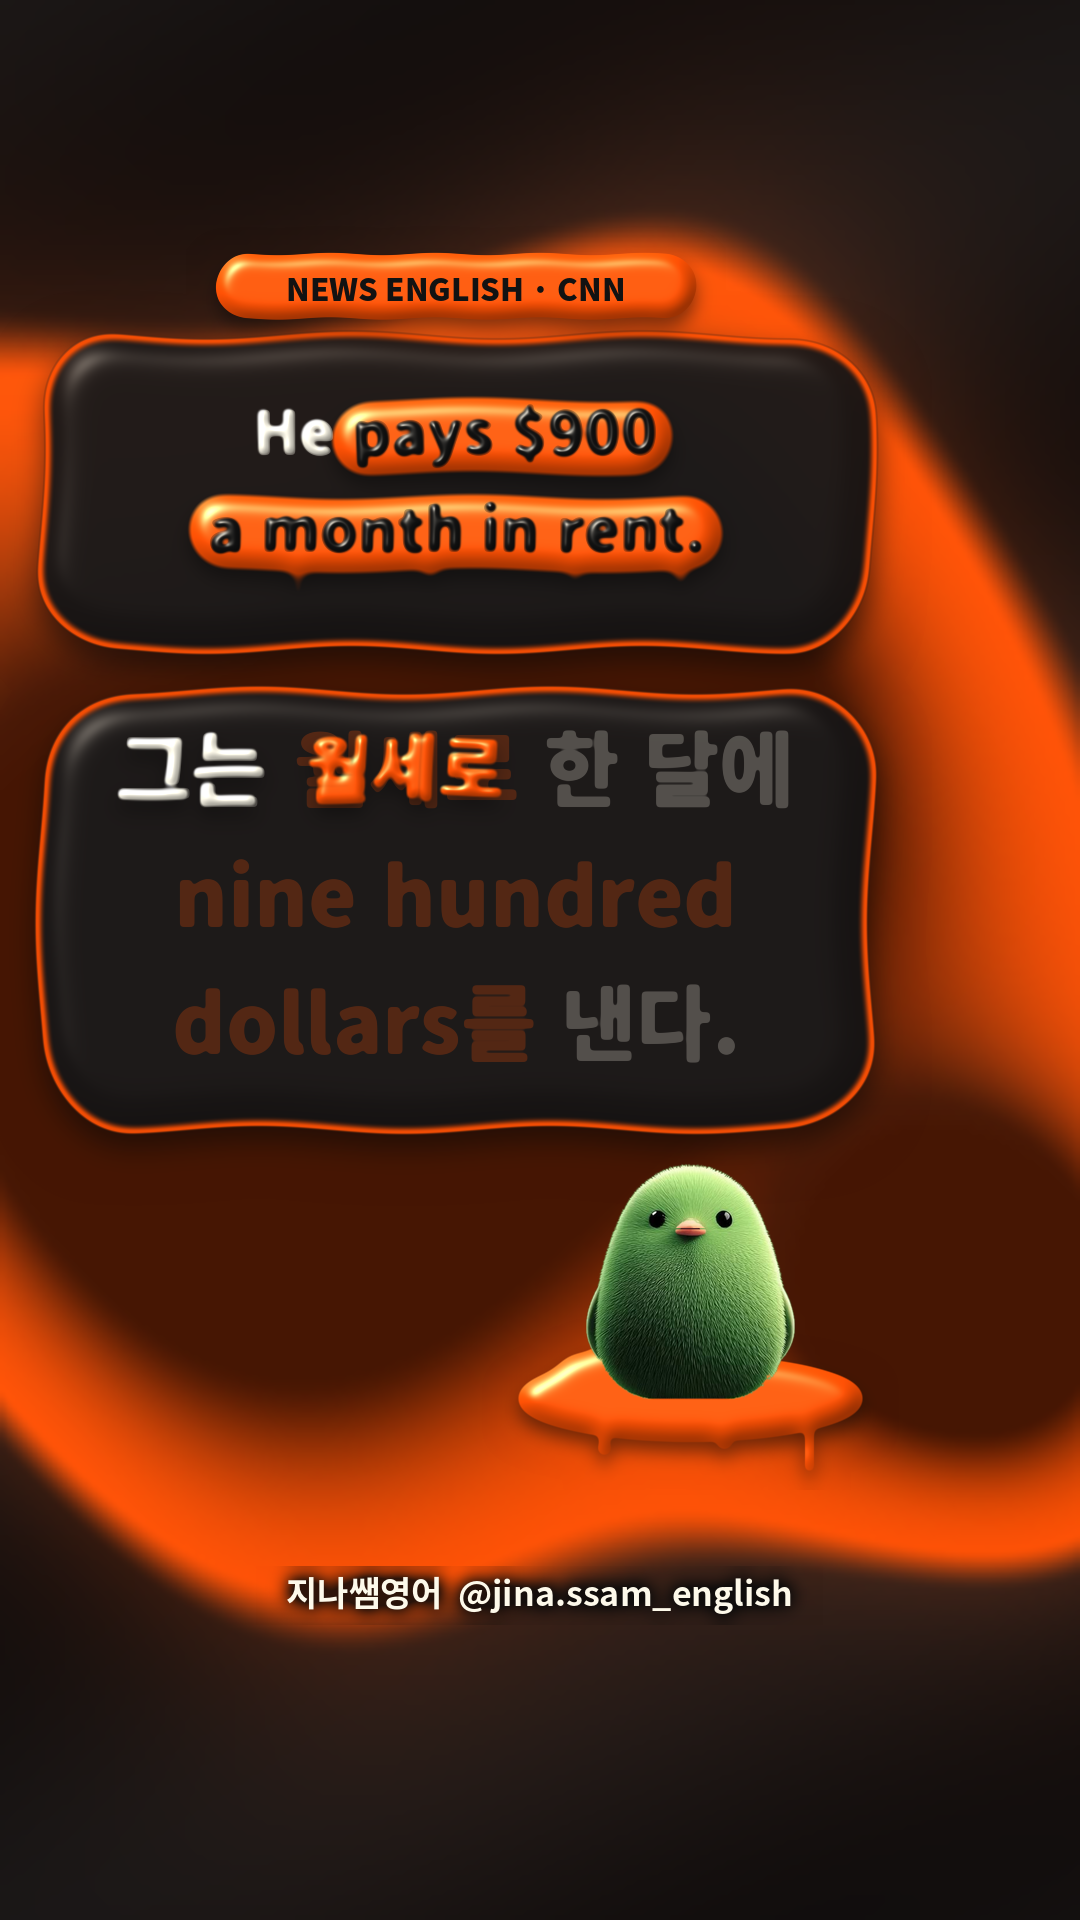 NEWS ENGLISH · CNN
He pays $900
a month in rent.
그는 월세로 한 달에
nine hundred
dollars를 낸다.
지나쌤영어 @jina.ssam_english